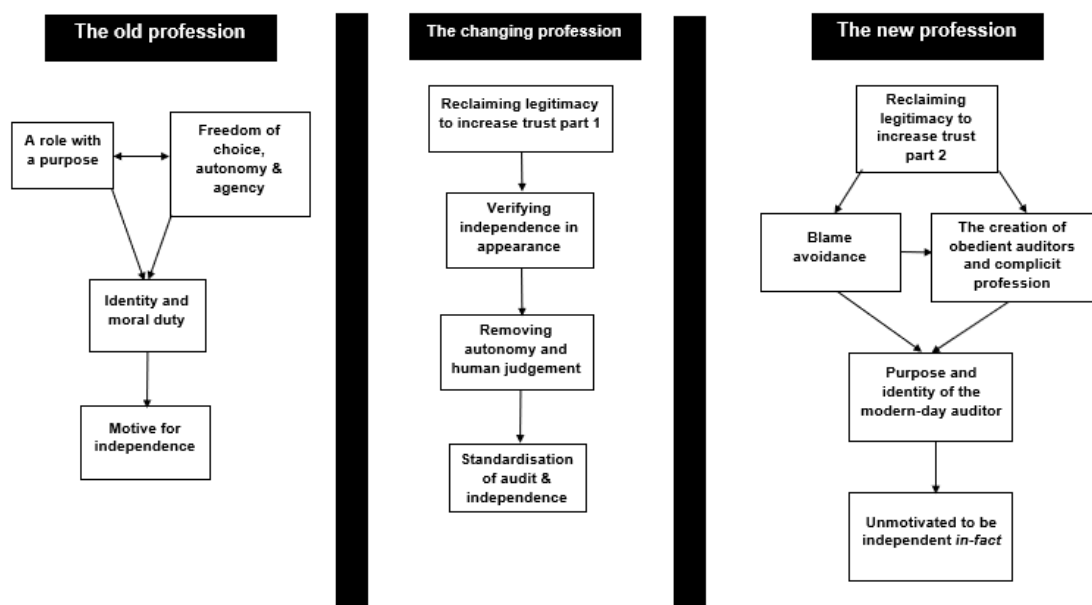 The old profession
A role with
a purpose
Freedom of
choice,
autonomy &
agency
Identity and
moral duty
Motive for
independence
The changing profession
Reclaiming legitimacy
to increase trust part 1
Verifying
independence in
appearance
Removing
autonomy and
human judgement
Standardisation
of audit &
independence
The new profession
Reclaiming
legitimacy to
increase trust
part 2
Blame
avoidance
The creation of
obedient auditors
and complicit
profession
Purpose and
identity of the
modern-day auditor
Unmotivated to be
independent in-fact